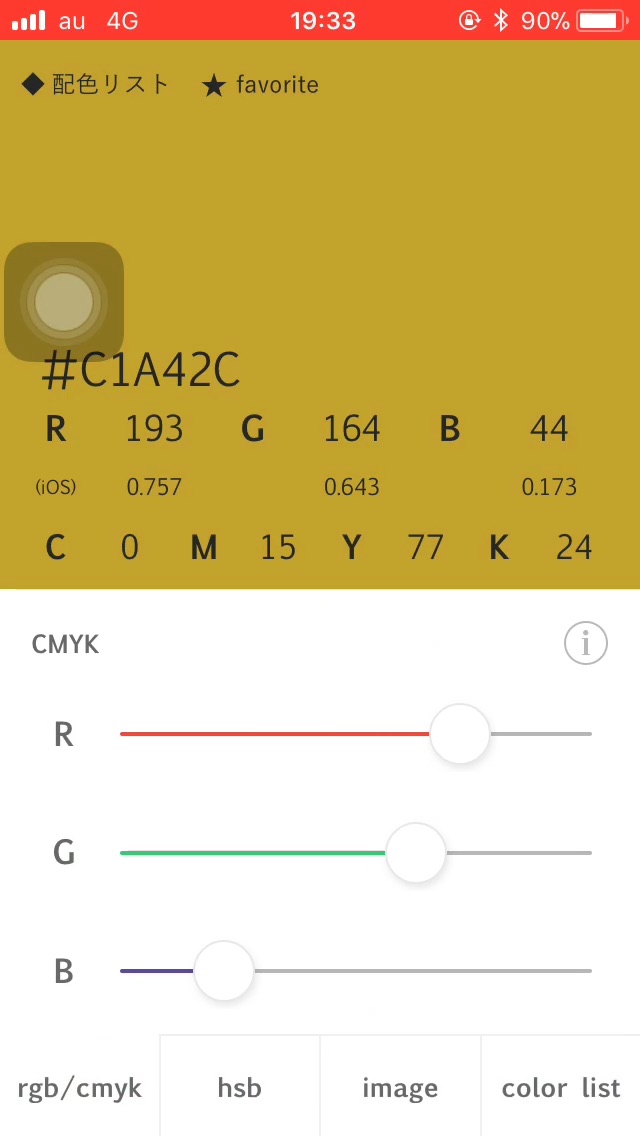 au 4G 19:33 90%
◆ 配色リスト ★ favorite
#C1A42C
R 193 G 164 B 44
(iOS) 0.757 0.643 0.173
C 0 M 15 Y 77 K 24
CMYK i
R
G
B
rgb/cmyk hsb image color list